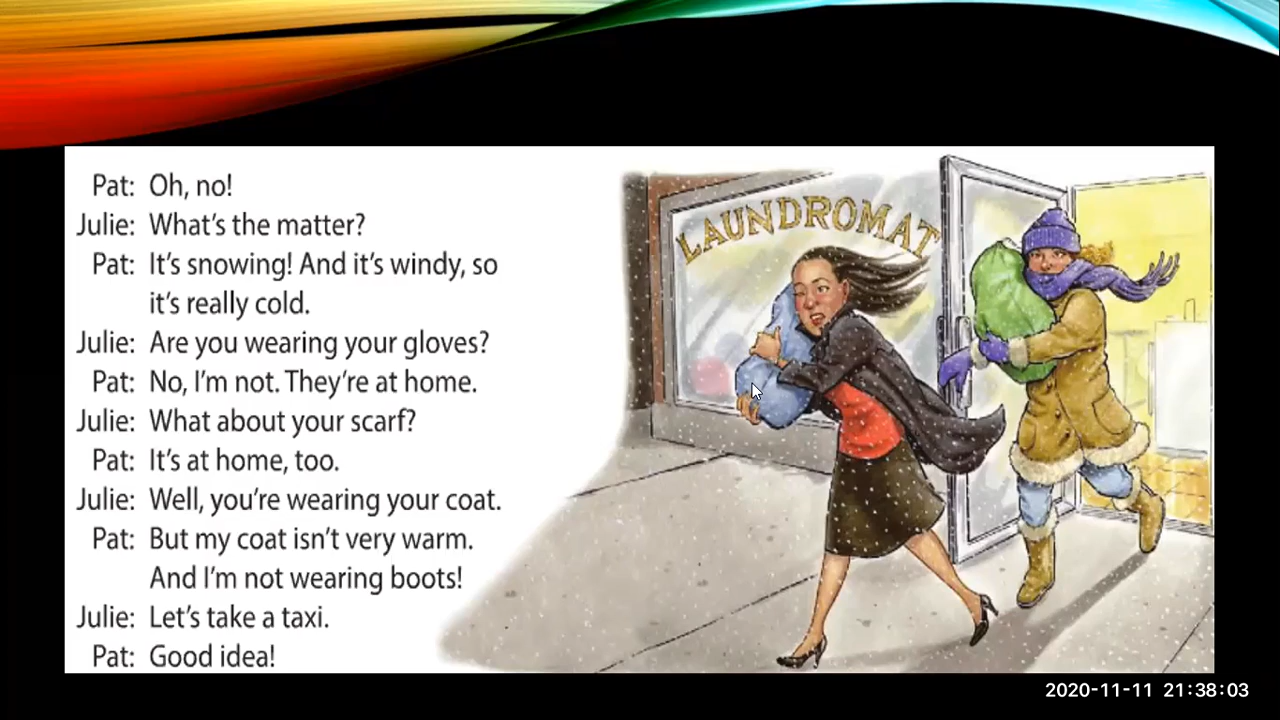 Pat: Oh, no!
Julie: What's the matter?
Pat: It's snowing! And it's windy, so
it's really cold.
Julie: Are you wearing your gloves?
Pat: No, I'm not. They're at home.
Julie: What about your scarf?
Pat: It's at home, too.
Julie: Well, you're wearing your coat.
Pat: But my coat isn't very warm.
And I'm not wearing boots!
Julie: Let's take a taxi.
Pat: Good idea!
LAUNDROMAT
2020-11-11 21:38:03